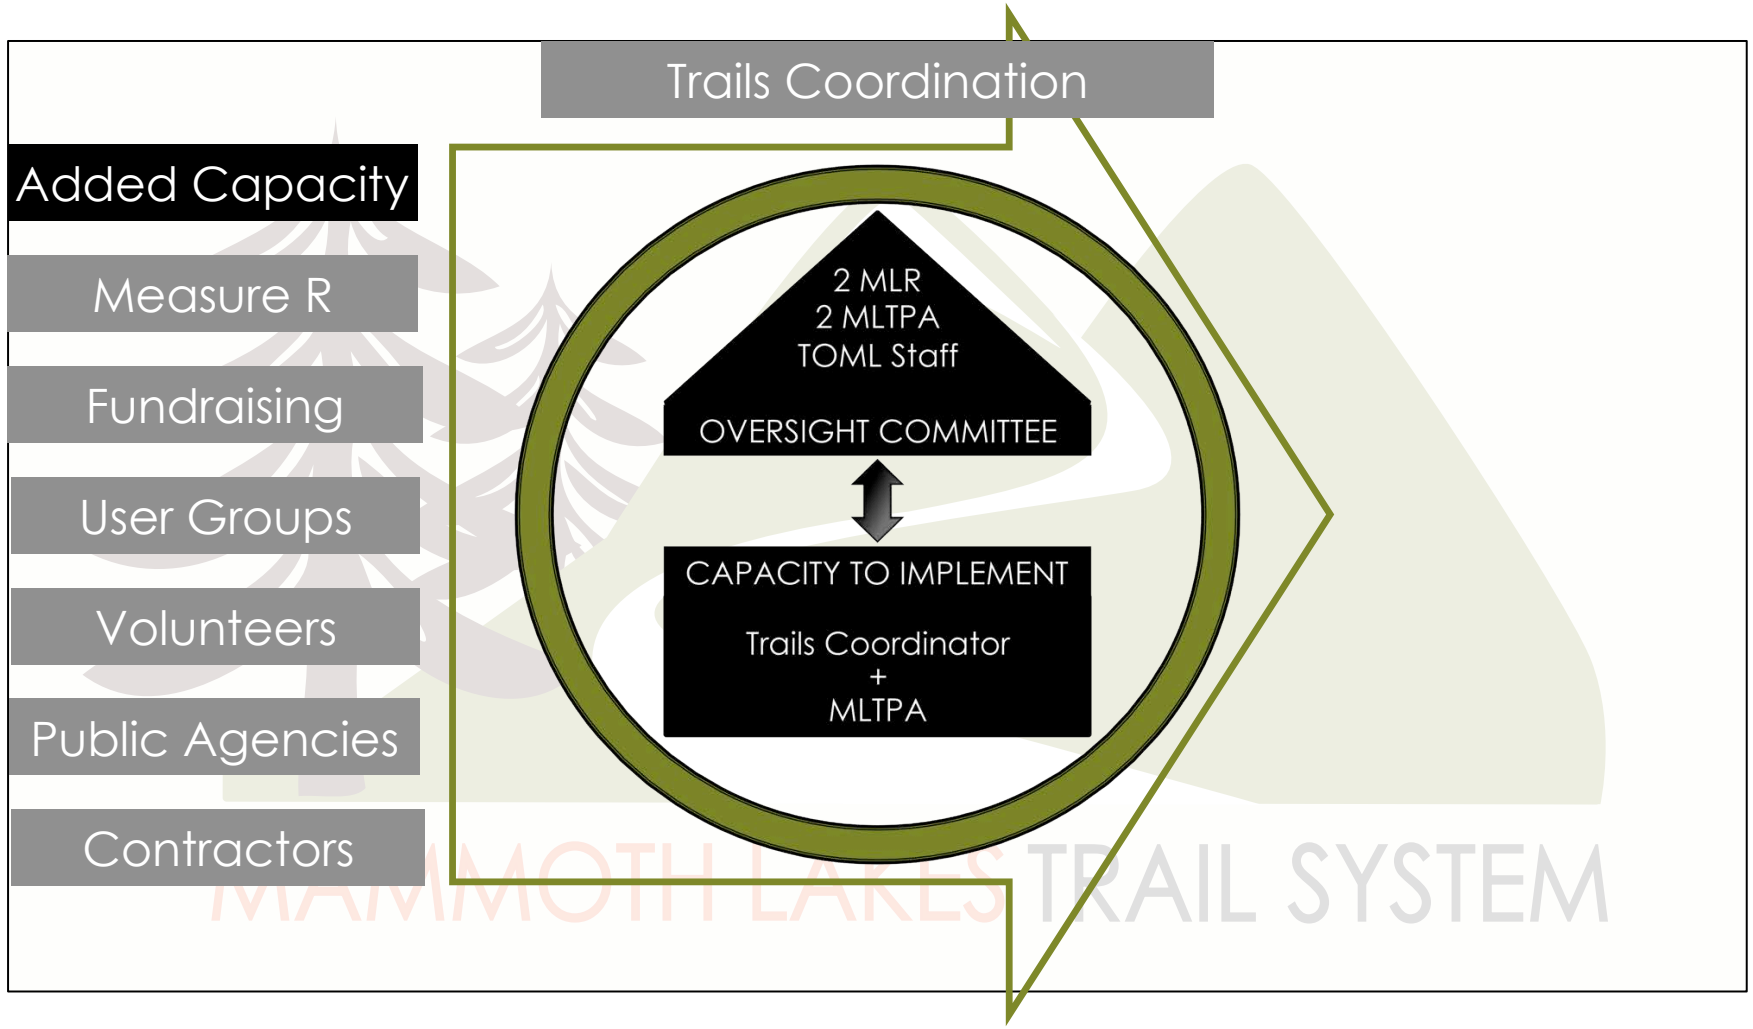 Trails Coordination
Added Capacity
Measure R
Fundraising
User Groups
Volunteers
Public Agencies
Contractors
2 MLR
2 MLTPA
TOML Staff
OVERSIGHT COMMITTEE
CAPACITY TO IMPLEMENT
Trails Coordinator
+
MLTPA
MAMMOTH LAKES TRAIL SYSTEM